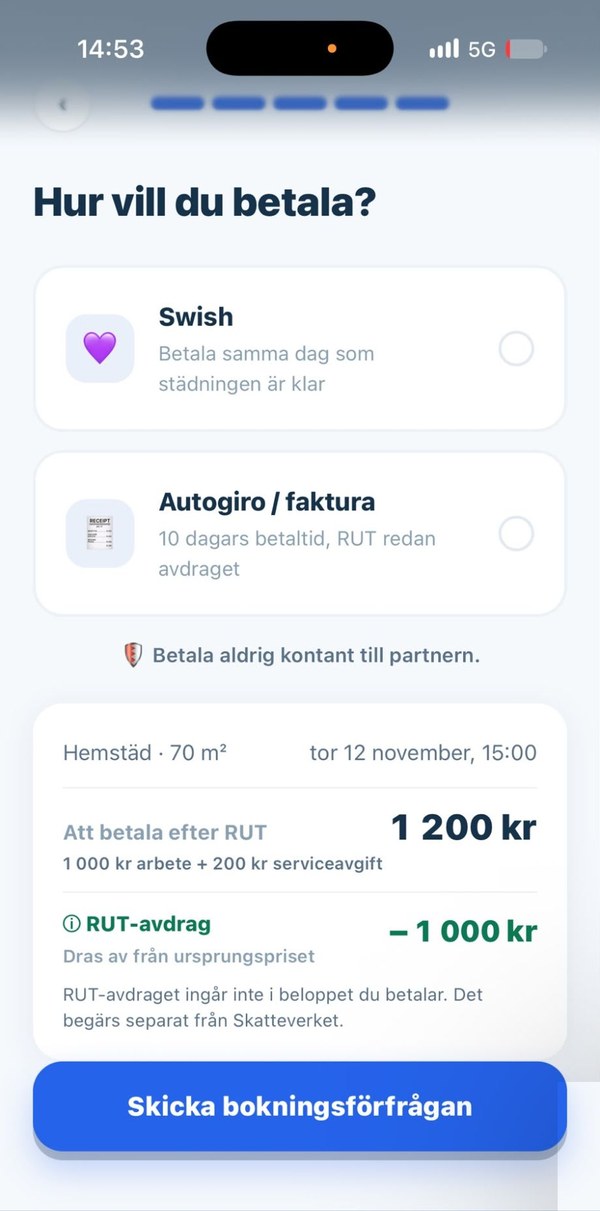 14:53
5G
Hur vill du betala?
Swish
Betala samma dag som
städningen är klar
RECEIPT
Autogiro / faktura
10 dagars betaltid, RUT redan
avdraget
Betala aldrig kontant till partnern.
Hemstäd · 70 m² tor 12 november, 15:00
Att betala efter RUT 1 200 kr
1 000 kr arbete + 200 kr serviceavgift
ⓘ RUT-avdrag – 1 000 kr
Dras av från ursprungspriset
RUT-avdraget ingår inte i beloppet du betalar. Det
begärs separat från Skatteverket.
Skicka bokningsförfrågan